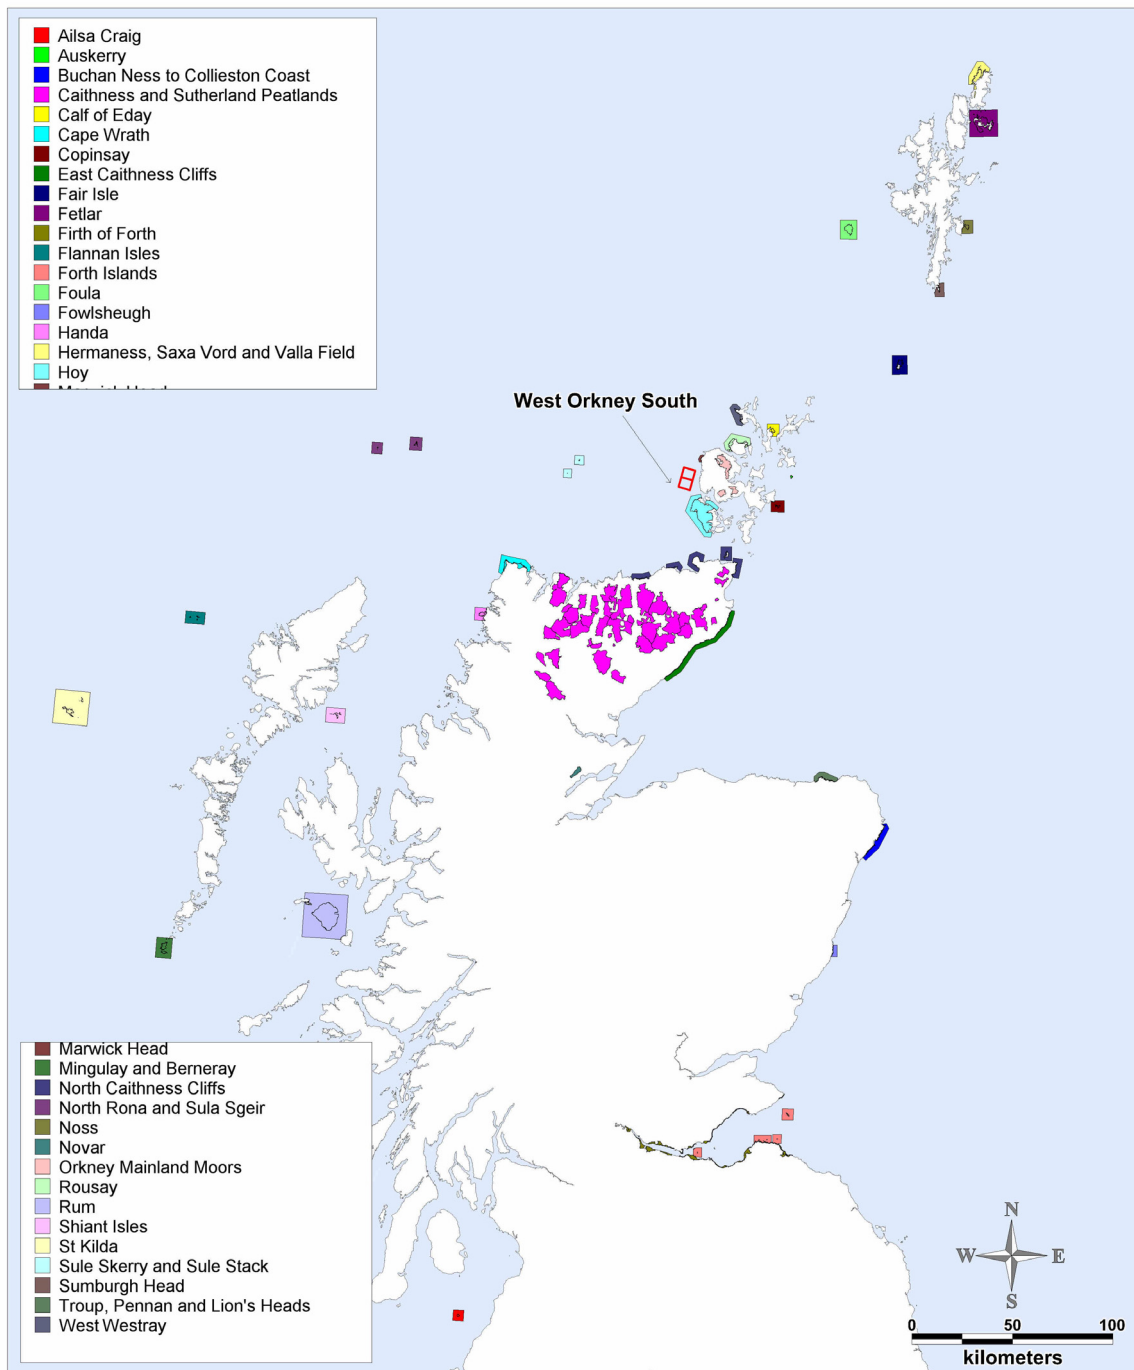 Ailsa Craig
Auskerry
Buchan Ness to Collieston Coast
Caithness and Sutherland Peatlands
Calf of Eday
Cape Wrath
Copinsay
East Caithness Cliffs
Fair Isle
Fetlar
Firth of Forth
Flannan Isles
Forth Islands
Foula
Fowlsheugh
Handa
Hermaness, Saxa Vord and Valla Field
Hoy
Marwick Head
West Orkney South
Marwick Head
Mingulay and Berneray
North Caithness Cliffs
North Rona and Sula Sgeir
Noss
Novar
Orkney Mainland Moors
Rousay
Rum
Shiant Isles
St Kilda
Sule Skerry and Sule Stack
Sumburgh Head
Troup, Pennan and Lion's Heads
West Westray
N
W E
S
0 50 100
kilometers